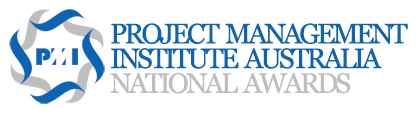 PMI
PROJECT MANAGEMENT
INSTITUTE AUSTRALIA
NATIONAL AWARDS